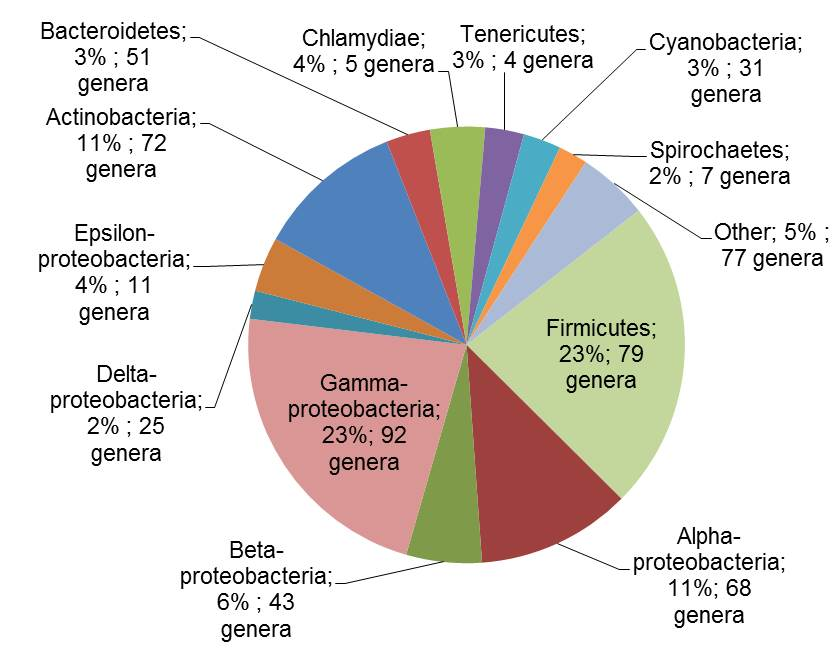 Bacteroidetes;
3% ; 51
genera
Chlamydiae;
4% ; 5 genera
Tenericutes;
3% ; 4 genera
Cyanobacteria;
3% ; 31
genera
Actinobacteria;
11% ; 72
genera
Spirochaetes;
2% ; 7 genera
Other; 5% ;
77 genera
Epsilon-
proteobacteria;
4% ; 11
genera
Firmicutes;
23%; 79
genera
Delta-
proteobacteria;
2% ; 25
genera
Gamma-
proteobacteria;
23%; 92
genera
Beta-
proteobacteria;
6% ; 43
genera
Alpha-
proteobacteria;
11%; 68
genera